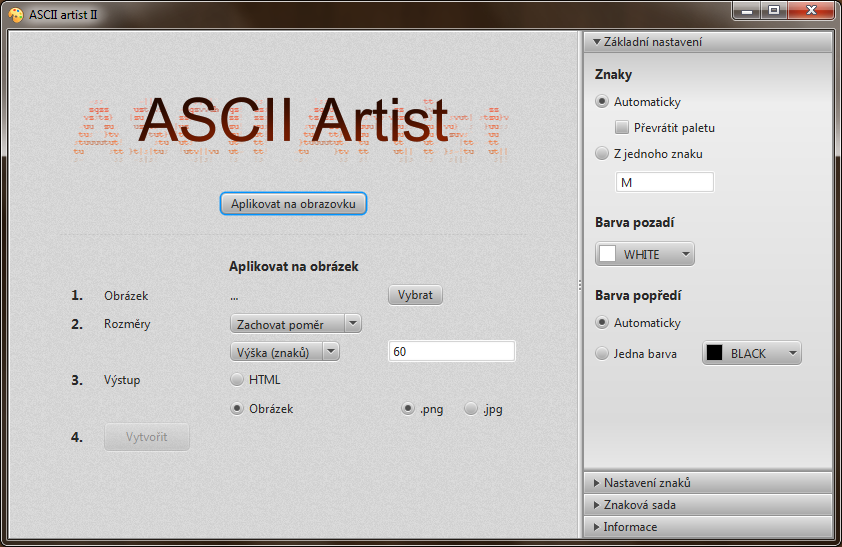 ASCII artist II
ASCII Artist
Aplikovat na obrazovku
Aplikovat na obrázek
1. Obrázek ... Vybrat
2. Rozměry Zachovat poměr
Výška (znaků) 60
3. Výstup HTML
Obrázek .png .jpg
4. Vytvořit
Základní nastavení
Znaky
Automaticky
Převrátit paletu
Z jednoho znaku
M
Barva pozadí
WHITE
Barva popředí
Automaticky
Jedna barva BLACK
Nastavení znaků
Znaková sada
Informace